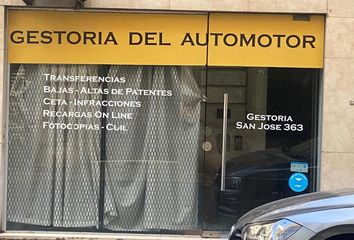 GESTORIA DEL AUTOMOTOR
TRANSFERENCIAS
BAJAS - ALTAS DE PATENTES
CETA - INFRACCIONES
RECARGAS ON LINE
FOTOCOPIAS - CUIL
GESTORIA
SAN JOSE 363